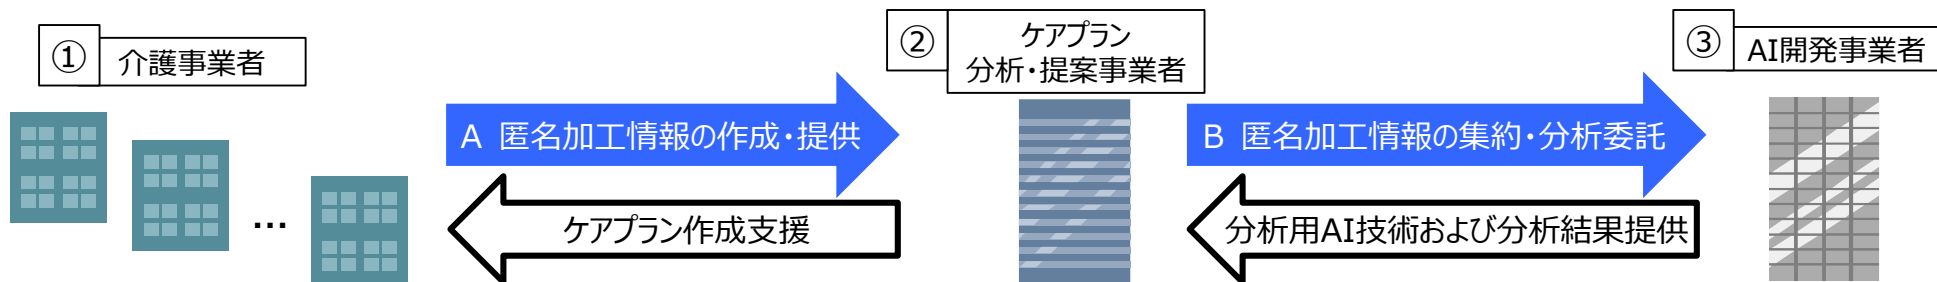 ① 介護事業者
② ケアプラン
分析・提案事業者
③ AI開発事業者
A 匿名加工情報の作成・提供
B 匿名加工情報の集約・分析委託
...
ケアプラン作成支援
分析用AI技術および分析結果提供